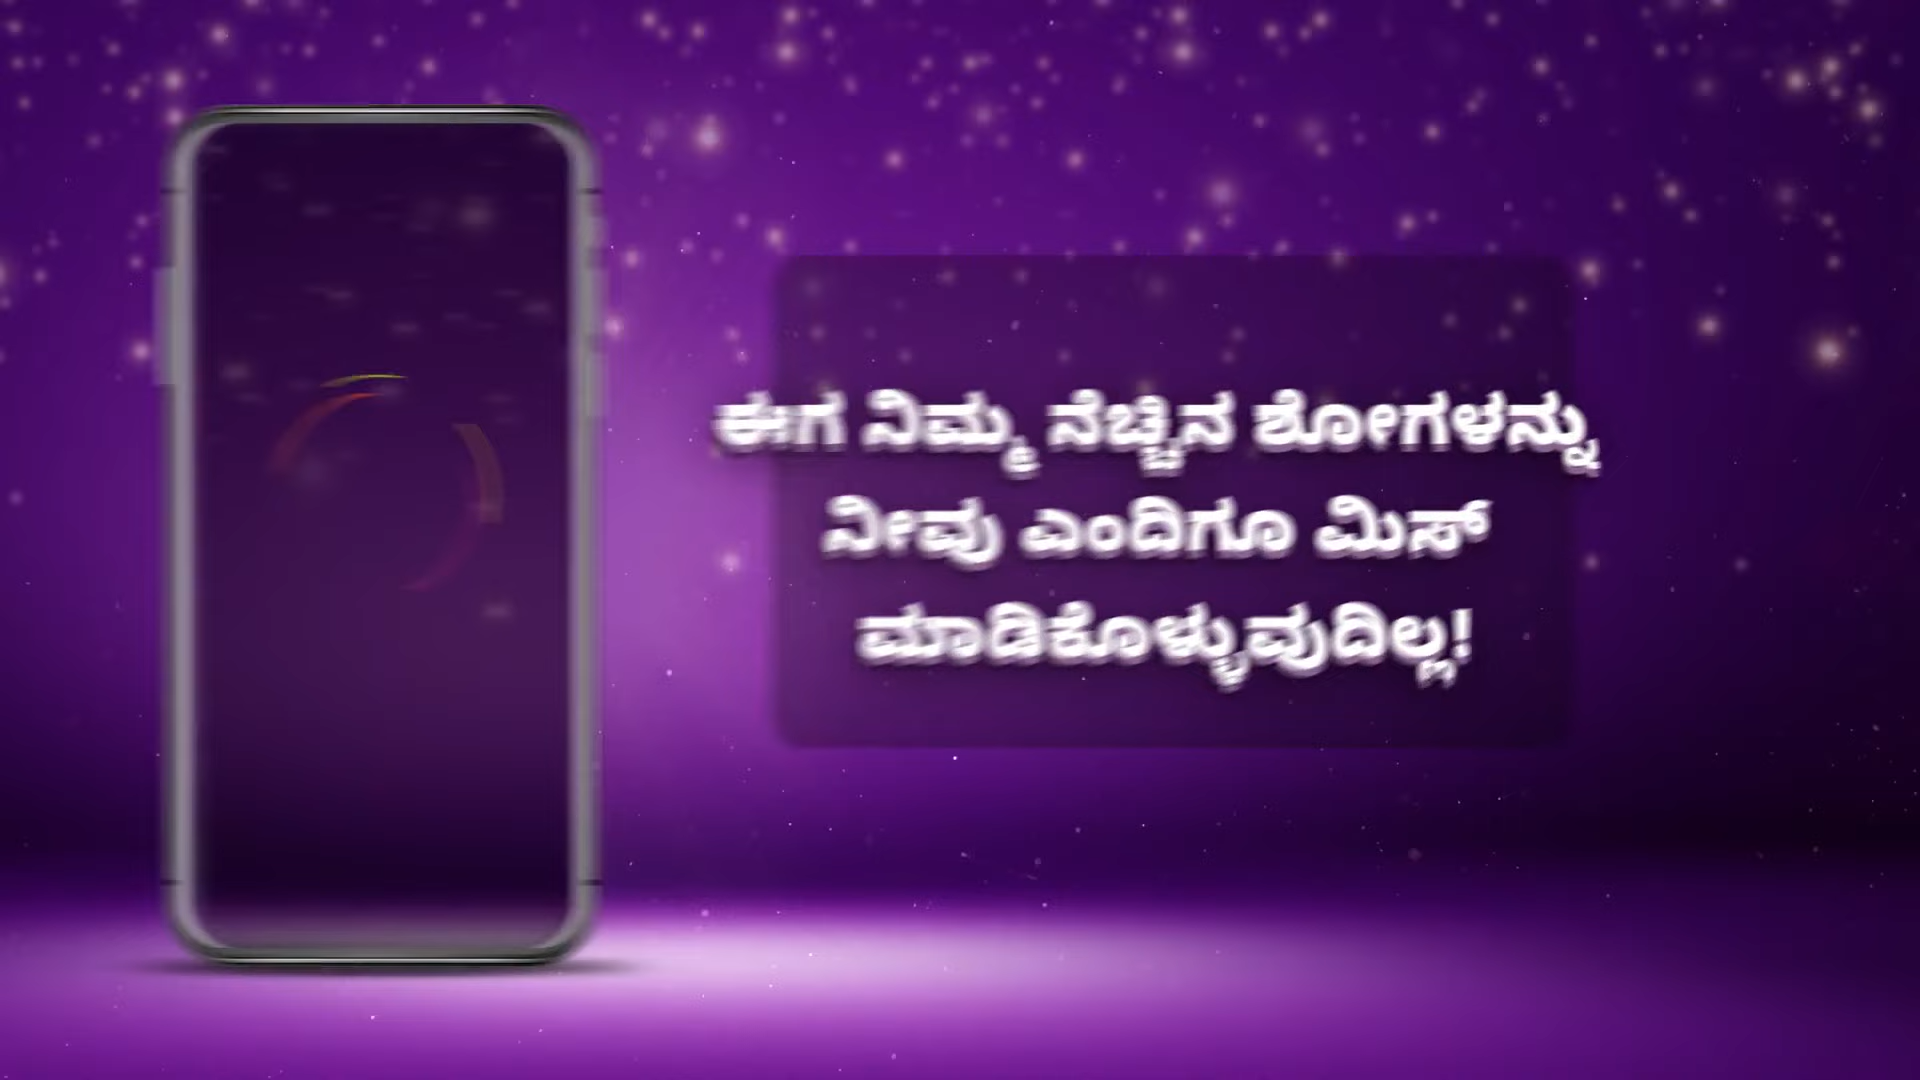 ಈಗ ನಿಮ್ಮ ನೆಚ್ಚಿನ ಶೋಗಳನ್ನು
ನೀವು ಎಂದಿಗೂ ಮಿಸ್
ಮಾಡಿಕೊಳ್ಳುವುದಿಲ್ಲ!